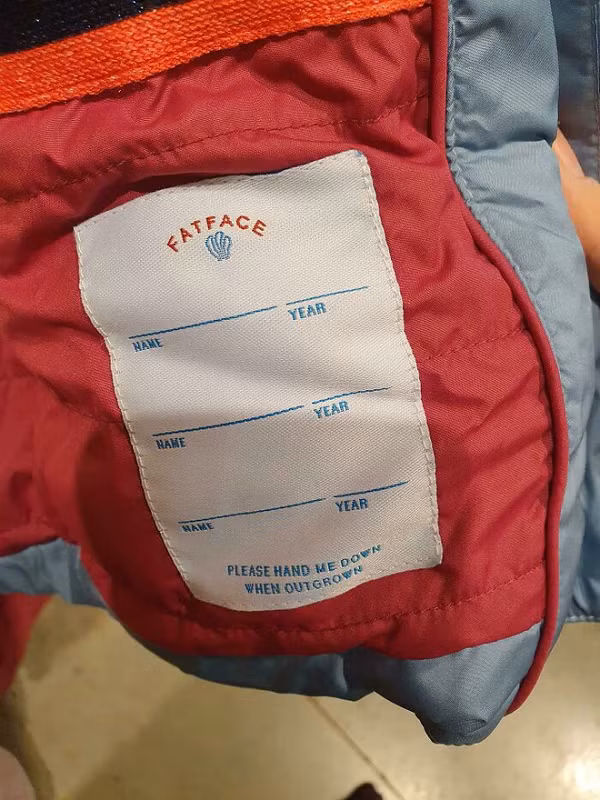 FATFACE
NAME YEAR
NAME YEAR
NAME YEAR
PLEASE HAND ME DOWN
WHEN OUTGROWN